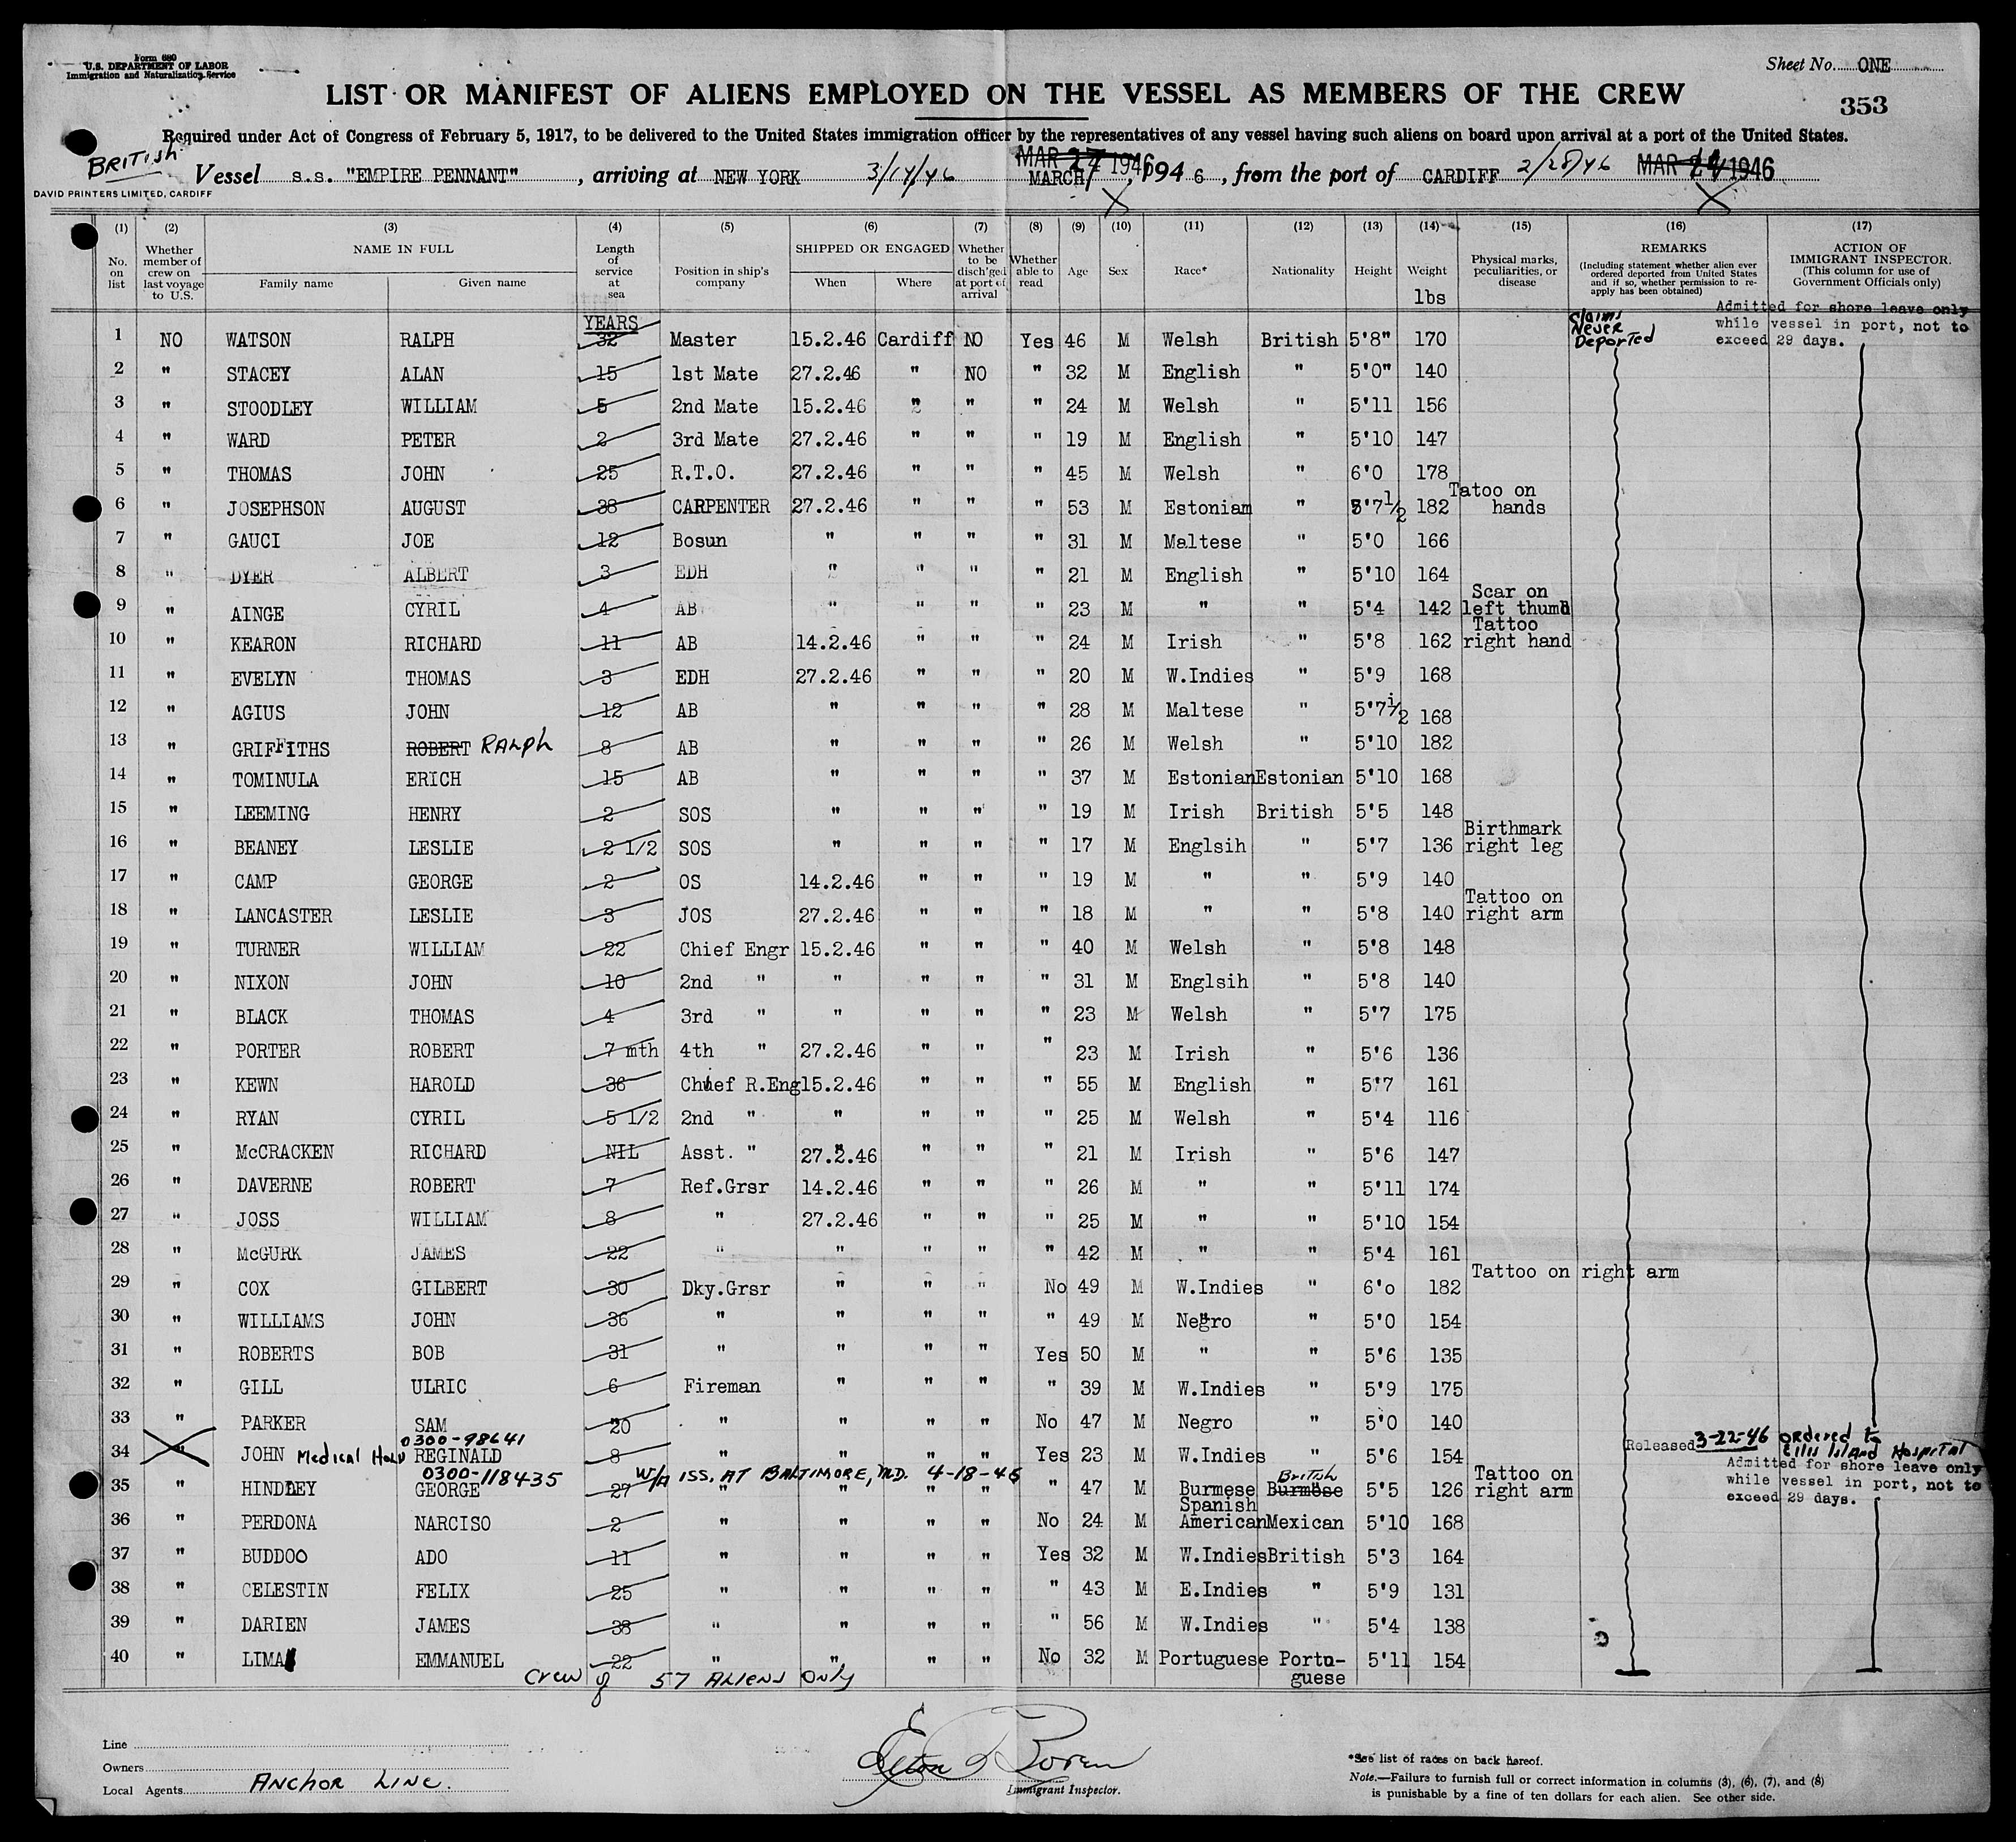 Form 680
U.S. DEPARTMENT OF LABOR
Immigration and Naturalization Service
Sheet No. ONE
LIST OR MANIFEST OF ALIENS EMPLOYED ON THE VESSEL AS MEMBERS OF THE CREW
353
Required under Act of Congress of February 5, 1917, to be delivered to the United States immigration officer by the representatives of any vessel having such aliens on board upon arrival at a port of the United States.
BRITISH
Vessel s.s. "EMPIRE PENNANT", arriving at NEW YORK 3/14/46 MARCH, 1946, from the port of CARDIFF 2/28/46
DAVID PRINTERS LIMITED, CARDIFF
(1) (2) (3) (4) (5) (6) (7) (8) (9) (10) (11) (12) (13) (14) (15) (16) (17)
No. on list Whether member of crew on last voyage to U.S. NAME IN FULL Family name Given name Length of service at sea Position in ship's company SHIPPED OR ENGAGED When Where Whether to be disch'ged at port of arrival Whether able to read Age Sex Race* Nationality Height Weight lbs Physical marks, peculiarities, or disease REMARKS (Including statement whether alien ever ordered deported from United States and if so, whether permission to re-apply has been obtained) ACTION OF IMMIGRANT INSPECTOR. (This column for use of Government Officials only)
YEARS
Claims Never Deported
Admitted for shore leave only while vessel in port, not to exceed 29 days.
1 NO WATSON RALPH 32 Master 15.2.46 Cardiff NO Yes 46 M Welsh British 5'8" 170
2 " STACEY ALAN 15 1st Mate 27.2.46 " NO " 32 M English " 5'0" 140
3 " STOODLEY WILLIAM 5 2nd Mate 15.2.46 " " " 24 M Welsh " 5'11 156
4 " WARD PETER 2 3rd Mate 27.2.46 " " " 19 M English " 5'10 147
5 " THOMAS JOHN 25 R.T.O. 27.2.46 " " " 45 M Welsh " 6'0 178
6 " JOSEPHSON AUGUST 38 CARPENTER 27.2.46 " " " 53 M Estonian " 5'7½ 182 Tatoo on hands
7 " GAUCI JOE 12 Bosun " " " " 31 M Maltese " 5'0 166
8 " DYER ALBERT 3 EDH " " " " 21 M English " 5'10 164
9 " AINGE CYRIL 4 AB " " " " 23 M " " 5'4 142 Scar on left thumb
10 " KEARON RICHARD 11 AB 14.2.46 " " " 24 M Irish " 5'8 162 Tattoo right hand
11 " EVELYN THOMAS 3 EDH 27.2.46 " " " 20 M W.Indies " 5'9 168
12 " AGIUS JOHN 12 AB " " " " 28 M Maltese " 5'7½ 168
13 " GRIFFITHS ROBERT RALPH 8 AB " " " " 26 M Welsh " 5'10 182
14 " TOMINULA ERICH 15 AB " " " " 37 M Estonian Estonian 5'10 168
15 " LEEMING HENRY 2 SOS " " " " 19 M Irish British 5'5 148
16 " BEANEY LESLIE 2 1/2 SOS " " " " 17 M Englsih " 5'7 136 Birthmark right leg
17 " CAMP GEORGE 2 OS 14.2.46 " " " 19 M " " 5'9 140
18 " LANCASTER LESLIE 3 JOS 27.2.46 " " " 18 M " " 5'8 140 Tattoo on right arm
19 " TURNER WILLIAM 22 Chief Engr 15.2.46 " " " 40 M Welsh " 5'8 148
20 " NIXON JOHN 10 2nd " " " " " 31 M Englsih " 5'8 140
21 " BLACK THOMAS 4 3rd " " " " " 23 M Welsh " 5'7 175
22 " PORTER ROBERT 7 mth 4th " 27.2.46 " " " 23 M Irish " 5'6 136
23 " KEWN HAROLD 36 Chief R.Eng 15.2.46 " " " 55 M English " 5'7 161
24 " RYAN CYRIL 5 1/2 2nd " " " " " 25 M Welsh " 5'4 116
25 " McCRACKEN RICHARD NIL Asst. " 27.2.46 " " " 21 M Irish " 5'6 147
26 " DAVERNE ROBERT 7 Ref.Grsr 14.2.46 " " " 26 M " " 5'11 174
27 " JOSS WILLIAM 8 " 27.2.46 " " " 25 M " " 5'10 154
28 " McGURK JAMES 22 " " " " " 42 M " " 5'4 161
29 " COX GILBERT 30 Dky.Grsr " " " No 49 M W.Indies " 6'o 182 Tattoo on right arm
30 " WILLIAMS JOHN 36 " " " " " 49 M Negro " 5'0 154
31 " ROBERTS BOB 31 " " " " Yes 50 M " " 5'6 135
32 " GILL ULRIC 6 Fireman " " " " 39 M W.Indies " 5'9 175
33 " PARKER SAM 20 " " " " No 47 M Negro " 5'0 140
0300-98641
34 " JOHN Medical Hold REGINALD 8 " " " " Yes 23 M W.Indies " 5'6 154 Released 3-22-46 ordered to Ellis Island Hospital
0300-118435 W/A ISS. AT BALTIMORE, MD. 4-18-46
35 " HINDLEY GEORGE 27 " " " " " 47 M Burmese Burmese British 5'5 126 Tattoo on right arm
Admitted for shore leave only while vessel in port, not to exceed 29 days.
36 " PERDONA NARCISO 2 " " " " No 24 M Spanish American Mexican 5'10 168
37 " BUDDOO ADO 11 " " " " Yes 32 M W.Indies British 5'3 164
38 " CELESTIN FELIX 25 " " " " " 43 M E.Indies " 5'9 131
39 " DARIEN JAMES 38 " " " " " 56 M W.Indies " 5'4 138
40 " LIMA EMMANUEL 22 " " " " No 32 M Portuguese Portu-guese 5'11 154
Crew of 57 ALIENS ONLY
Line
Owners
Local Agents ANCHOR LINE.
Immigrant Inspector.
*See list of races on back hereof.
Note.—Failure to furnish full or correct information in columns (3), (6), (7), and (8)
is punishable by a fine of ten dollars for each alien. See other side.